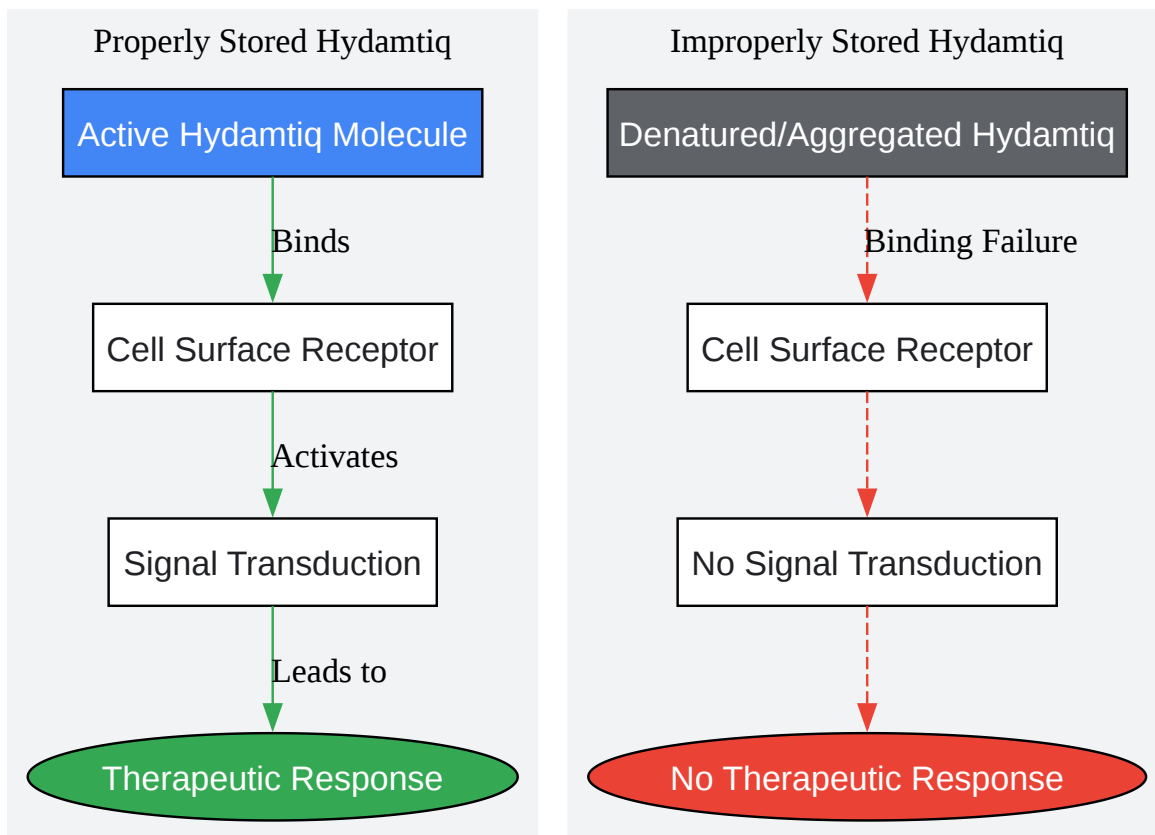 Properly Stored Hydamtiq
Active Hydamtiq Molecule
Binds
Cell Surface Receptor
Activates
Signal Transduction
Leads to
Therapeutic Response
Improperly Stored Hydamtiq
Denatured/Aggregated Hydamtiq
Binding Failure
Cell Surface Receptor
No Signal Transduction
No Therapeutic Response